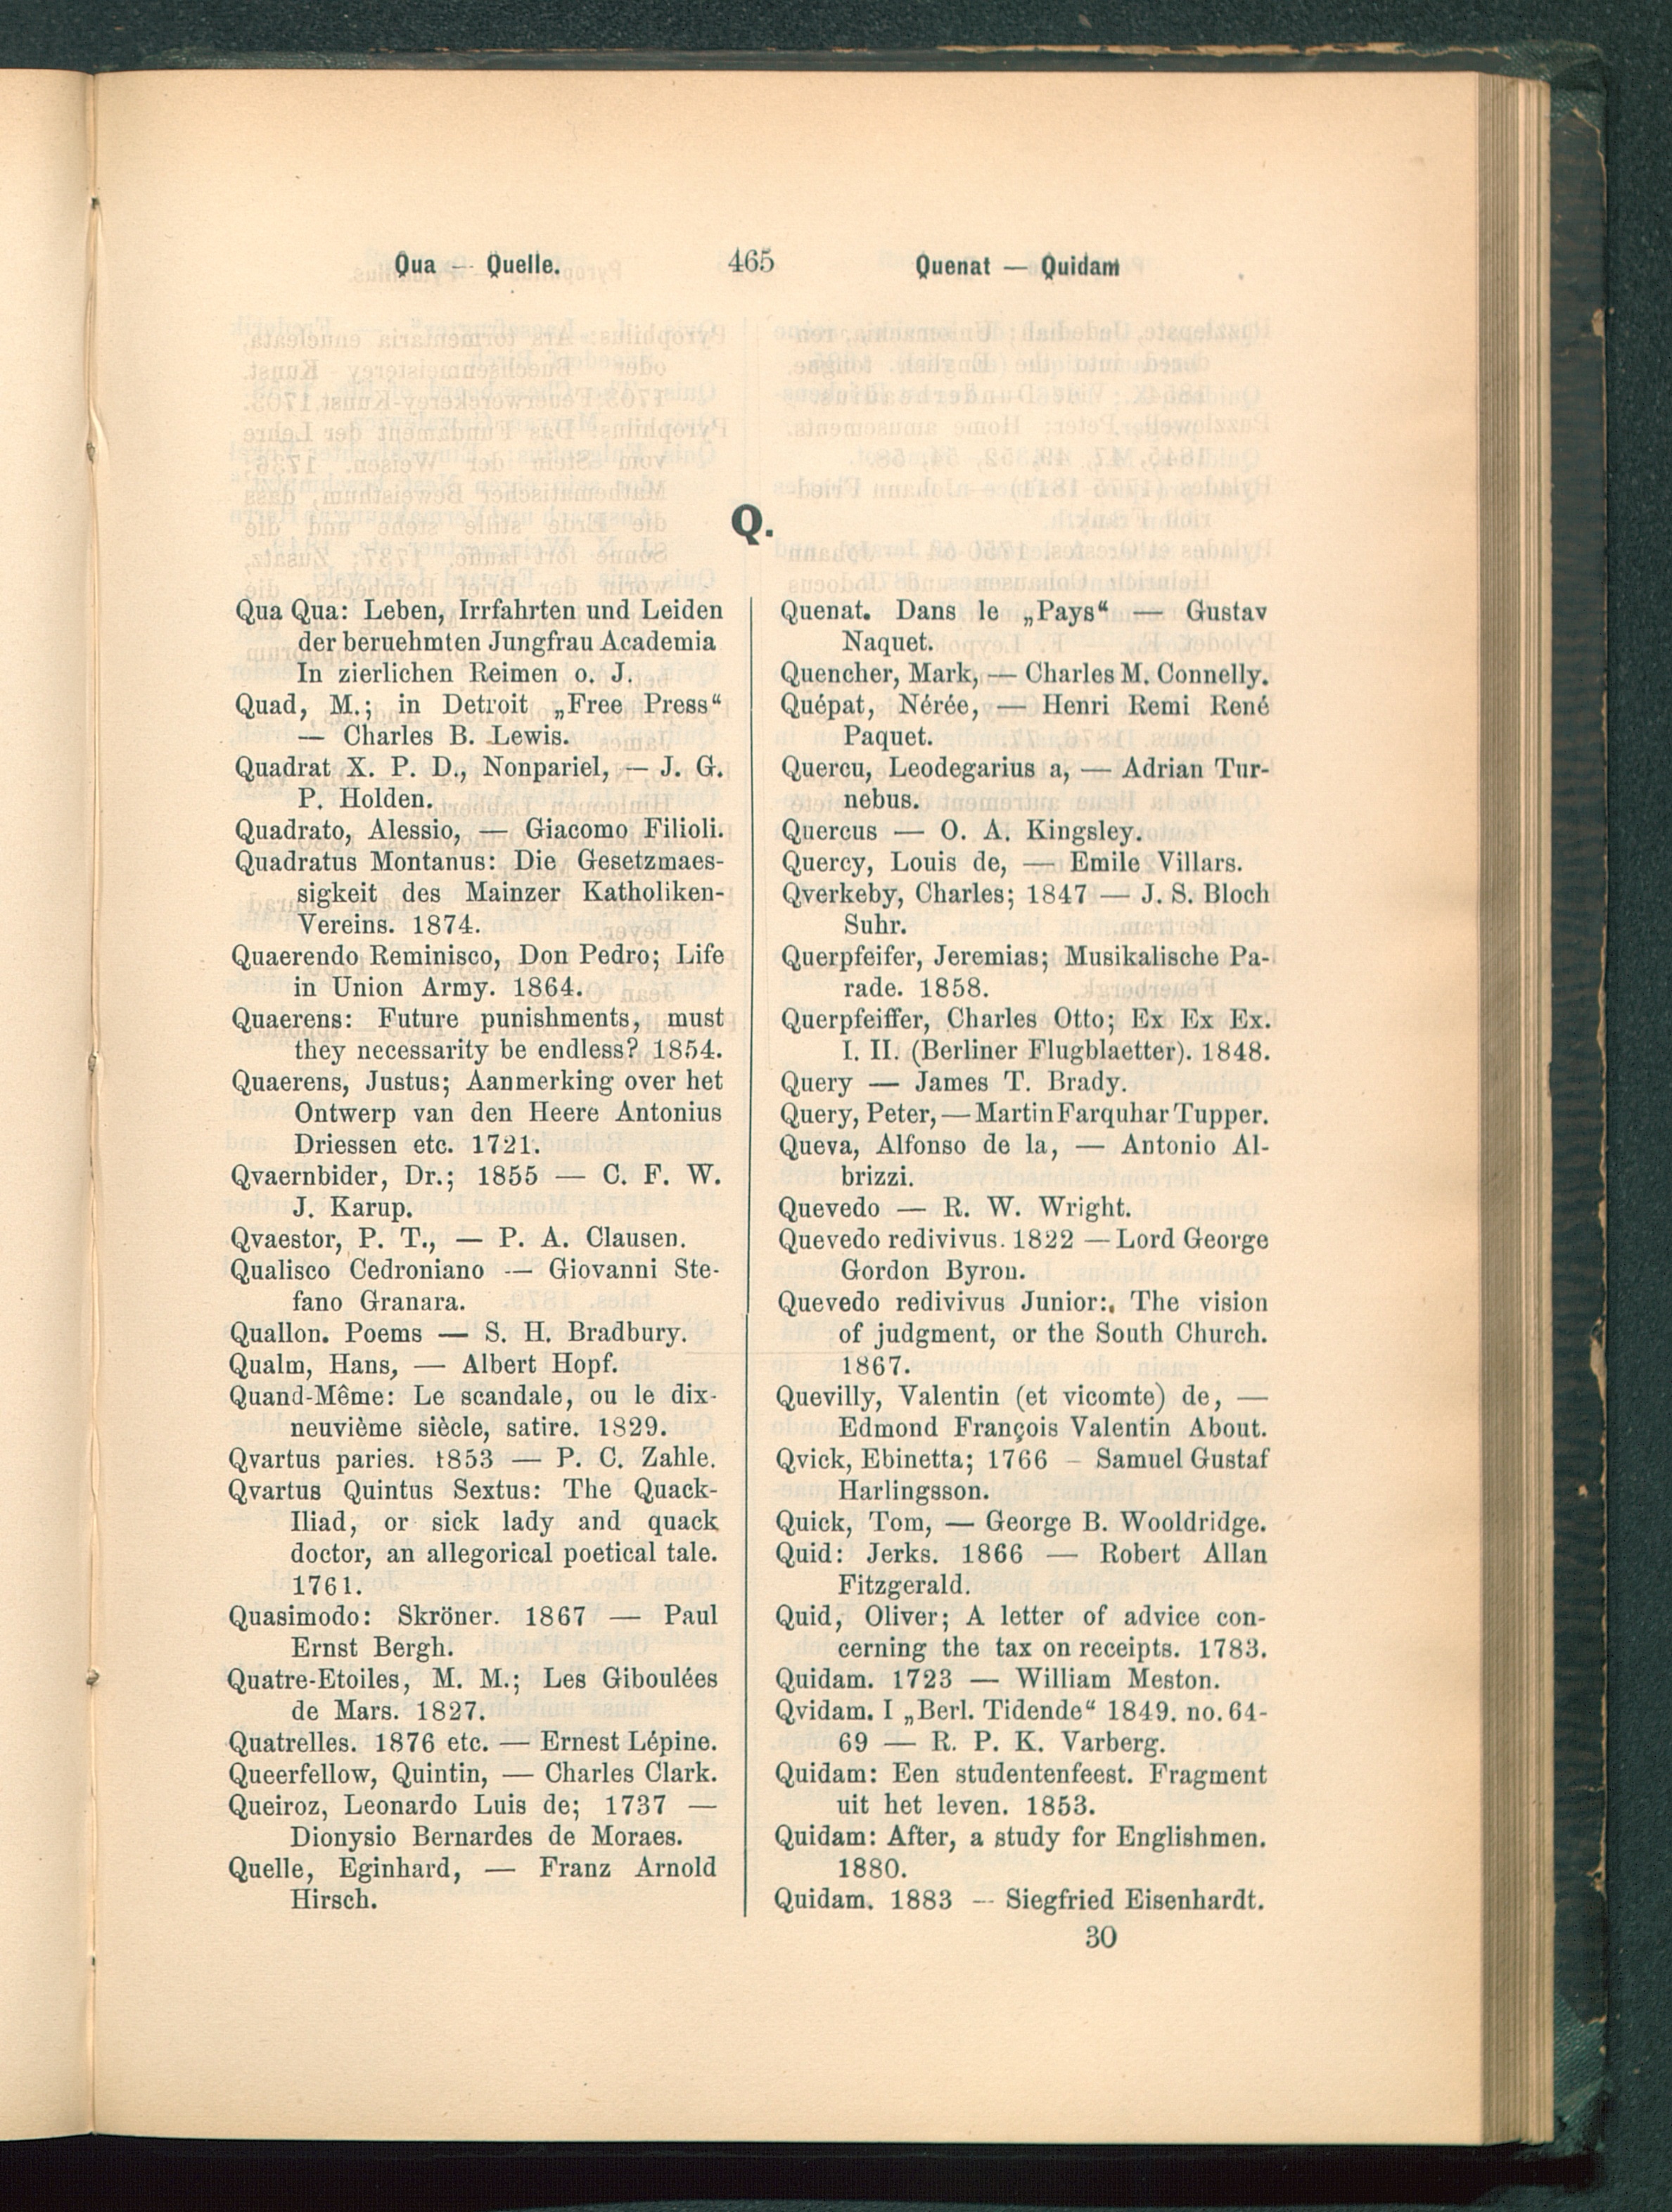 Qua — Quelle.
465
Quenat — Quidam
Q.
Qua Qua: Leben, Irrfahrten und Leiden
der beruehmten Jungfrau Academia
In zierlichen Reimen o. J.
Quad, M.; in Detroit „Free Press“
— Charles B. Lewis.
Quadrat X. P. D., Nonpariel, — J. G.
P. Holden.
Quadrato, Alessio, — Giacomo Filioli.
Quadratus Montanus: Die Gesetzmaes-
sigkeit des Mainzer Katholiken-
Vereins. 1874.
Quaerendo Reminisco, Don Pedro; Life
in Union Army. 1864.
Quaerens: Future punishments, must
they necessarity be endless? 1854.
Quaerens, Justus; Aanmerking over het
Ontwerp van den Heere Antonius
Driessen etc. 1721.
Qvaernbider, Dr.; 1855 — C. F. W.
J. Karup.
Qvaestor, P. T., — P. A. Clausen.
Qualisco Cedroniano — Giovanni Ste-
fano Granara.
Quallon. Poems — S. H. Bradbury.
Qualm, Hans, — Albert Hopf.
Quand-Même: Le scandale, ou le dix-
neuvième siècle, satire. 1829.
Qvartus paries. 1853 — P. C. Zahle.
Qvartus Quintus Sextus: The Quack-
Iliad, or sick lady and quack
doctor, an allegorical poetical tale.
1761.
Quasimodo: Skröner. 1867 — Paul
Ernst Bergh.
Quatre-Etoiles, M. M.; Les Giboulées
de Mars. 1827.
Quatrelles. 1876 etc. — Ernest Lépine.
Queerfellow, Quintin, — Charles Clark.
Queiroz, Leonardo Luis de; 1737 —
Dionysio Bernardes de Moraes.
Quelle, Eginhard, — Franz Arnold
Hirsch.
Quenat. Dans le „Pays“ — Gustav
Naquet.
Quencher, Mark, — Charles M. Connelly.
Quépat, Nérée, — Henri Remi René
Paquet.
Quercu, Leodegarius a, — Adrian Tur-
nebus.
Quercus — O. A. Kingsley.
Quercy, Louis de, — Emile Villars.
Qverkeby, Charles; 1847 — J. S. Bloch
Suhr.
Querpfeifer, Jeremias; Musikalische Pa-
rade. 1858.
Querpfeiffer, Charles Otto; Ex Ex Ex.
I. II. (Berliner Flugblaetter). 1848.
Query — James T. Brady.
Query, Peter, — Martin Farquhar Tupper.
Queva, Alfonso de la, — Antonio Al-
brizzi.
Quevedo — R. W. Wright.
Quevedo redivivus. 1822 — Lord George
Gordon Byron.
Quevedo redivivus Junior:. The vision
of judgment, or the South Church.
1867.
Quevilly, Valentin (et vicomte) de, —
Edmond François Valentin About.
Qvick, Ebinetta; 1766 — Samuel Gustaf
Harlingsson.
Quick, Tom, — George B. Wooldridge.
Quid: Jerks. 1866 — Robert Allan
Fitzgerald.
Quid, Oliver; A letter of advice con-
cerning the tax on receipts. 1783.
Quidam. 1723 — William Meston.
Qvidam. I „Berl. Tidende“ 1849. no. 64-
69 — R. P. K. Varberg.
Quidam: Een studentenfeest. Fragment
uit het leven. 1853.
Quidam: After, a study for Englishmen.
1880.
Quidam. 1883 — Siegfried Eisenhardt.
30